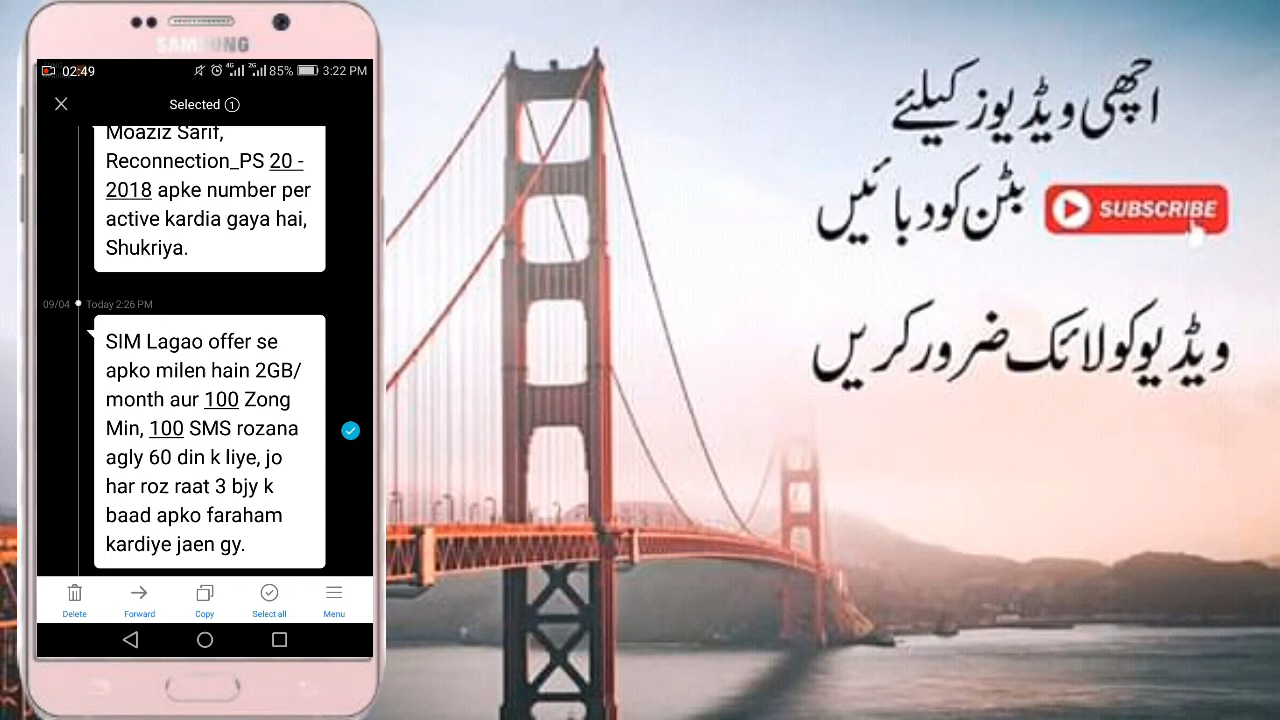 SAMSUNG
02:49
4G
2G
85%
3:22 PM
Selected 1
Moaziz Sarif,
Reconnection_PS 20 -
2018 apke number per
active kardia gaya hai,
Shukriya.
09/04
Today 2:26 PM
SIM Lagao offer se
apko milen hain 2GB/
month aur 100 Zong
Min, 100 SMS rozana
agly 60 din k liye, jo
har roz raat 3 bjy k
baad apko faraham
kardiye jaen gy.
Delete
Forward
Copy
Select all
Menu
اچھی ویڈیوز کیلئے
SUBSCRIBE بٹن کو دبائیں
ویڈیو کو لائک ضرور کریں